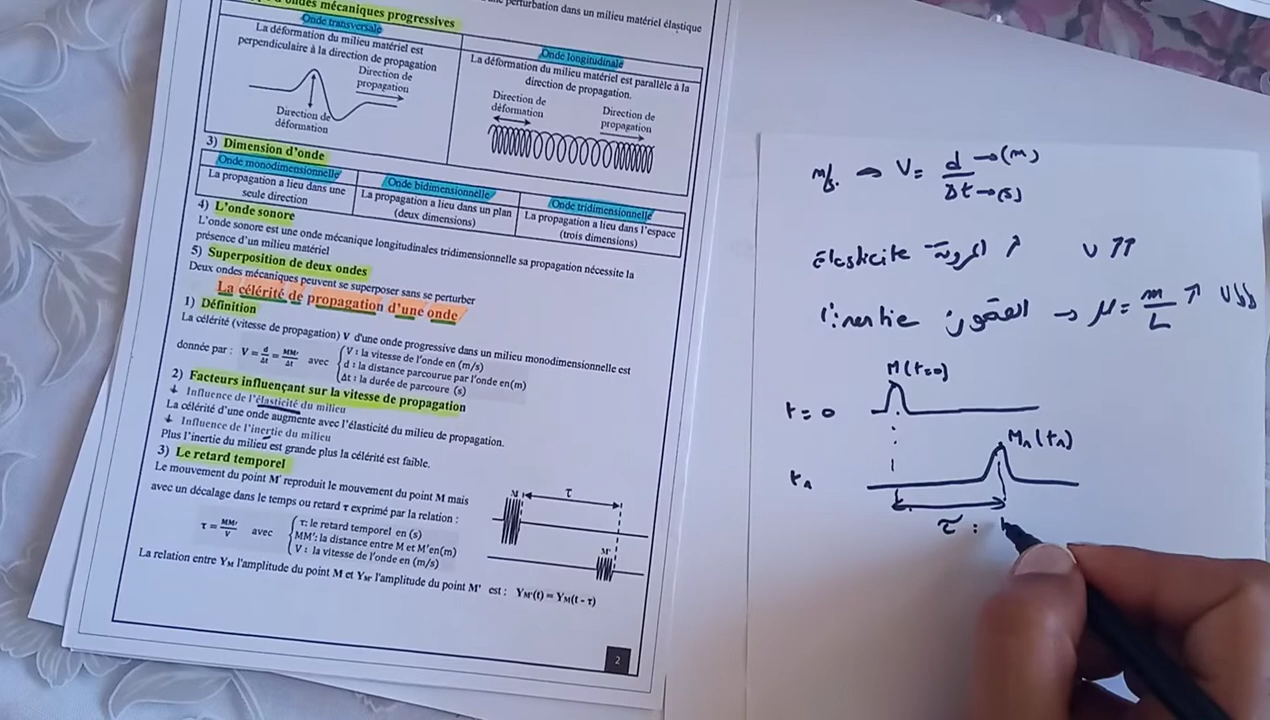 perturbation dans un milieu matériel élastique
ondes mécaniques progressives
Onde transversale
La déformation du milieu matériel est
perpendiculaire à la direction de propagation
Direction de
propagation
Direction de
déformation
Onde longitudinale
La déformation du milieu matériel est parallèle à la
direction de propagation.
Direction de
déformation
Direction de
propagation
3) Dimension d'onde
Onde monodimensionnelle
La propagation a lieu dans une
seule direction
Onde bidimensionnelle
La propagation a lieu dans un plan
(deux dimensions)
Onde tridimensionnelle
La propagation a lieu dans l'espace
(trois dimensions)
4) L'onde sonore
L'onde sonore est une onde mécanique longitudinales tridimensionnelle sa propagation nécessite la
présence d'un milieu matériel
5) Superposition de deux ondes
Deux ondes mécaniques peuvent se superposer sans se perturber
La célérité de propagation d'une onde
1) Définition
La célérité (vitesse de propagation) V d'une onde progressive dans un milieu monodimensionnelle est
donnée par : V = d/Δt = MM'/Δt avec
V : la vitesse de l'onde en (m/s)
d : la distance parcourue par l'onde en(m)
Δt : la durée de parcoure (s)
2) Facteurs influençant sur la vitesse de propagation
Influence de l'élasticité du milieu
La célérité d'une onde augmente avec l'élasticité du milieu de propagation.
Influence de l'inertie du milieu
Plus l'inertie du milieu est grande plus la célérité est faible.
3) Le retard temporel
Le mouvement du point M' reproduit le mouvement du point M mais
avec un décalage dans le temps ou retard τ exprimé par la relation :
τ = MM'/V avec
τ: le retard temporel en (s)
MM': la distance entre M et M'en(m)
V : la vitesse de l'onde en (m/s)
M τ
M'
La relation entre YM l'amplitude du point M et YM' l'amplitude du point M' est : YM'(t) = YM(t - τ)
2
m/s. V = d/Δt →(m) →(s)
élasticité المرونة ↗ v ↑↑
l'inertie القصور → μ = m/L ↗ v↓↓
M(t=0)
t = 0
M₁(t₁)
t₁
τ :